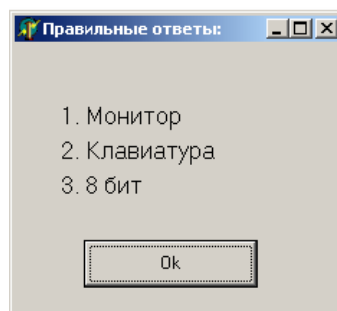 Правильные ответы:
1. Монитор
2. Клавиатура
3. 8 бит
Ok